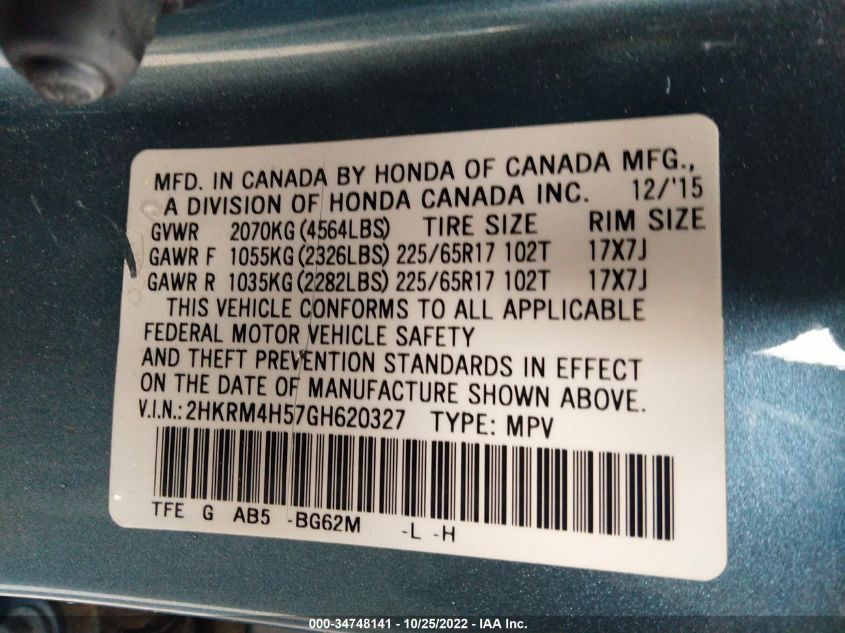 MFD. IN CANADA BY HONDA OF CANADA MFG.,
A DIVISION OF HONDA CANADA INC. 12/'15
GVWR 2070KG (4564LBS) TIRE SIZE RIM SIZE
GAWR F 1055KG (2326LBS) 225/65R17 102T 17X7J
GAWR R 1035KG (2282LBS) 225/65R17 102T 17X7J
THIS VEHICLE CONFORMS TO ALL APPLICABLE
FEDERAL MOTOR VEHICLE SAFETY
AND THEFT PREVENTION STANDARDS IN EFFECT
ON THE DATE OF MANUFACTURE SHOWN ABOVE.
V.I.N.: 2HKRM4H57GH620327 TYPE: MPV
TFE G AB5 -BG62M -L -H
000-34748141 - 10/25/2022 - IAA Inc.